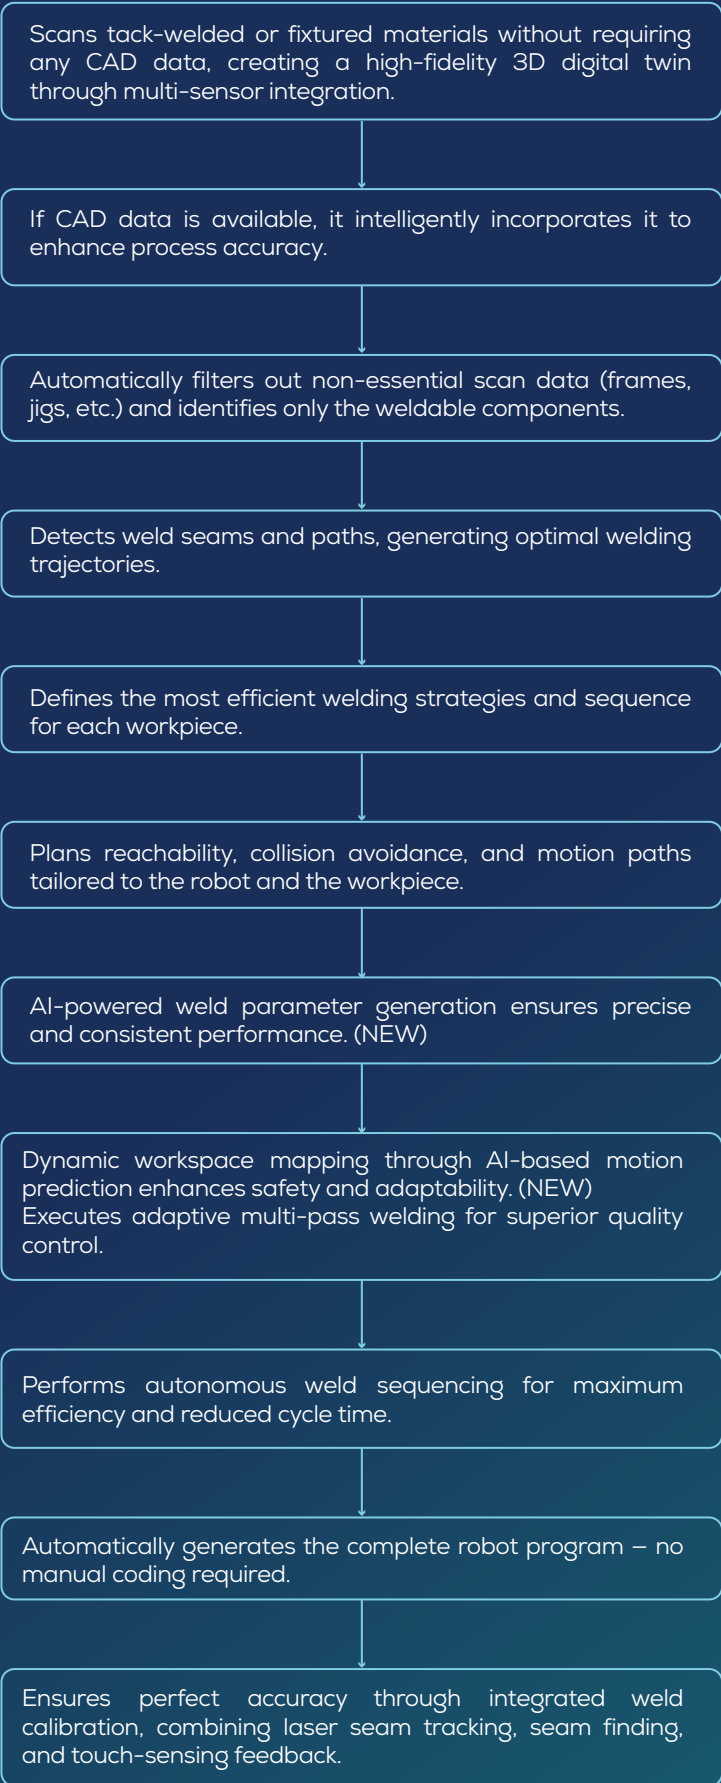 Scans tack-welded or fixtured materials without requiring
any CAD data, creating a high-fidelity 3D digital twin
through multi-sensor integration.
If CAD data is available, it intelligently incorporates it to
enhance process accuracy.
Automatically filters out non-essential scan data (frames,
jigs, etc.) and identifies only the weldable components.
Detects weld seams and paths, generating optimal welding
trajectories.
Defines the most efficient welding strategies and sequence
for each workpiece.
Plans reachability, collision avoidance, and motion paths
tailored to the robot and the workpiece.
AI-powered weld parameter generation ensures precise
and consistent performance. (NEW)
Dynamic workspace mapping through AI-based motion
prediction enhances safety and adaptability. (NEW)
Executes adaptive multi-pass welding for superior quality
control.
Performs autonomous weld sequencing for maximum
efficiency and reduced cycle time.
Automatically generates the complete robot program – no
manual coding required.
Ensures perfect accuracy through integrated weld
calibration, combining laser seam tracking, seam finding,
and touch-sensing feedback.